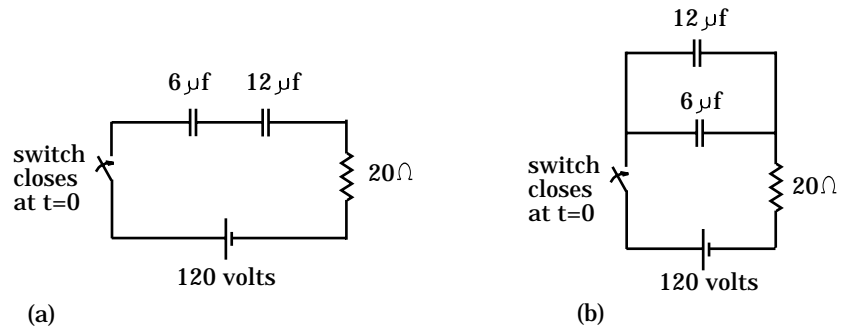 6 μf 12 μf
switch
closes
at t=0
20Ω
120 volts
(a)
12 μf
6 μf
switch
closes
at t=0
20Ω
120 volts
(b)